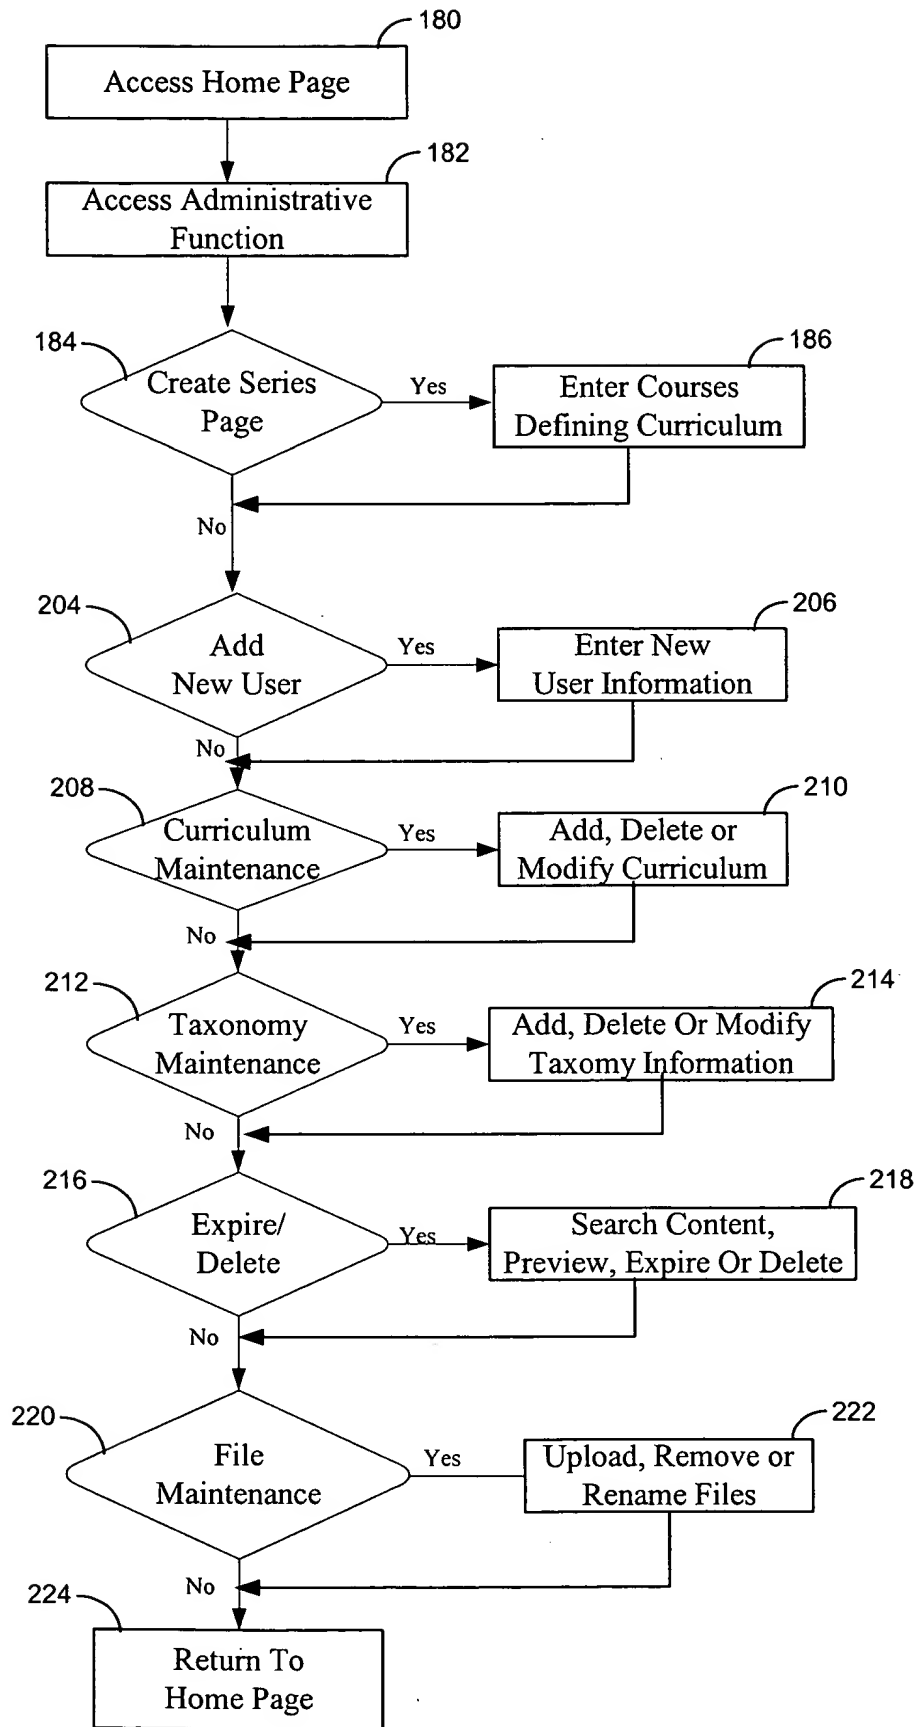 180
Access Home Page
182
Access Administrative
Function
184
Create Series
Page
Yes
186
Enter Courses
Defining Curriculum
No
204
Add
New User
Yes
206
Enter New
User Information
No
208
Curriculum
Maintenance
Yes
210
Add, Delete or
Modify Curriculum
No
212
Taxonomy
Maintenance
Yes
214
Add, Delete Or Modify
Taxomy Information
No
216
Expire/
Delete
Yes
218
Search Content,
Preview, Expire Or Delete
No
220
File
Maintenance
Yes
222
Upload, Remove or
Rename Files
No
224
Return To
Home Page